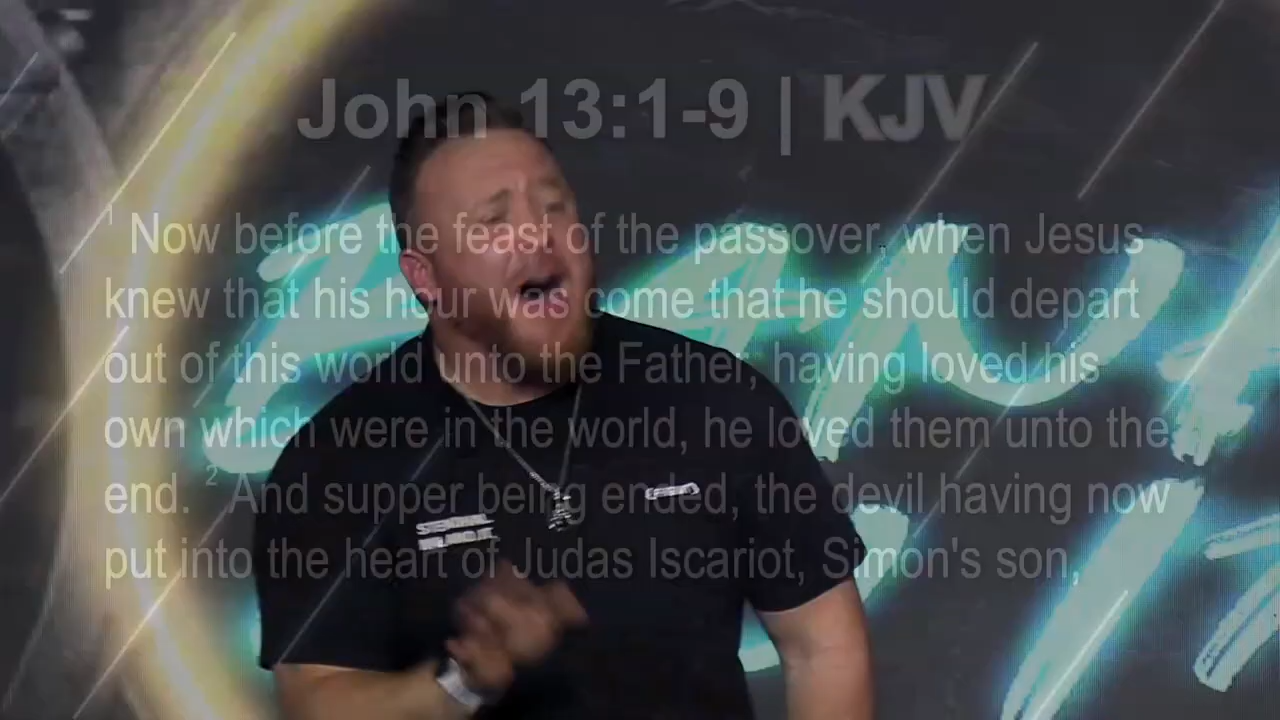 John 13:1-9 | KJV
1 Now before the feast of the passover, when Jesus
knew that his hour was come that he should depart
out of this world unto the Father, having loved his
own which were in the world, he loved them unto the
end. 2 And supper being ended, the devil having now
put into the heart of Judas Iscariot, Simon's son,